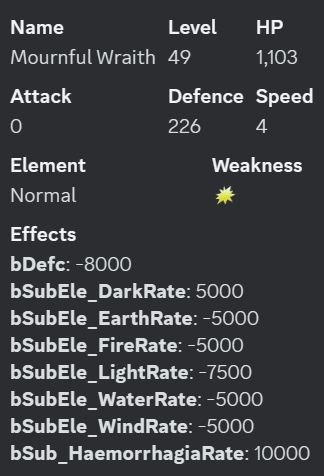 Name Level HP
Mournful Wraith 49 1,103
Attack Defence Speed
0 226 4
Element Weakness
Normal
Effects
bDefc: -8000
bSubEle_DarkRate: 5000
bSubEle_EarthRate: -5000
bSubEle_FireRate: -5000
bSubEle_LightRate: -7500
bSubEle_WaterRate: -5000
bSubEle_WindRate: -5000
bSub_HaemorrhagiaRate: 10000